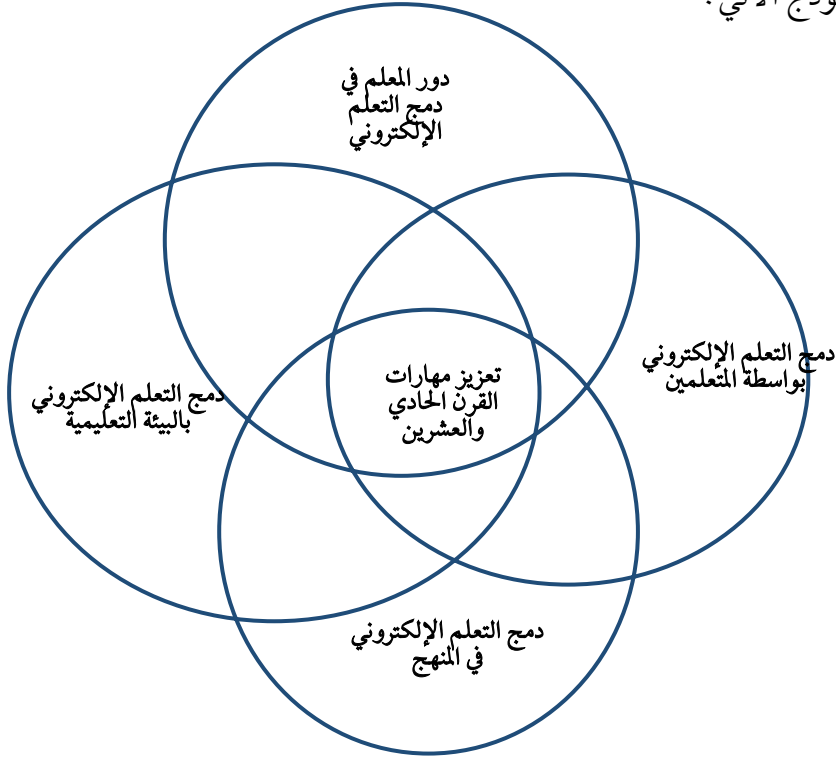 الآتي:
دور المعلم في
دمج التعلم
الإلكتروني
دمج التعلم الإلكتروني
بواسطة المتعلمين
تعزيز مهارات
القرن الحادي
والعشرين
دمج التعلم الإلكتروني
بالبيئة التعليمية
دمج التعلم الإلكتروني
في المنهج